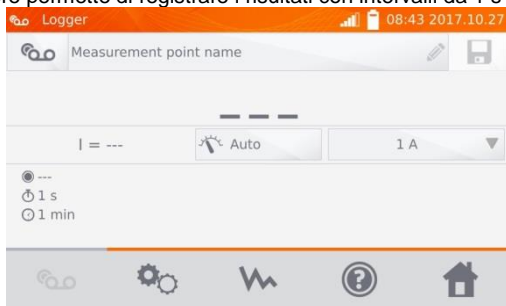 Logger 08:43 2017.10.27
Measurement point name
---
I = --- Auto 1 A
---
1 s
1 min